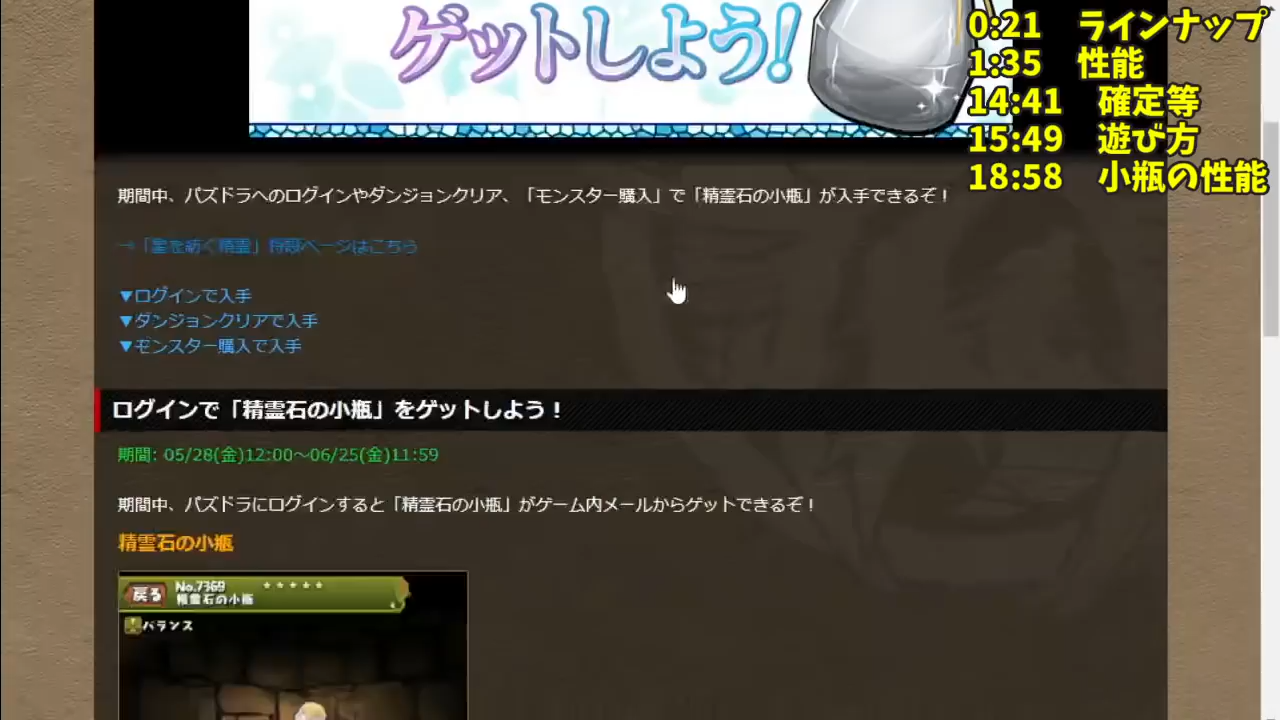 ゲットしよう!
0:21 ラインナップ
1:35 性能
14:41 確定等
15:49 遊び方
18:58 小瓶の性能
期間中、パズドラへのログインやダンジョンクリア、「モンスター購入」で「精霊石の小瓶」が入手できるぞ！
→「星を紡ぐ精霊」特設ページはこちら
▼ログインで入手
▼ダンジョンクリアで入手
▼モンスター購入で入手
ログインで「精霊石の小瓶」をゲットしよう！
期間: 05/28(金)12:00～06/25(金)11:59
期間中、パズドラにログインすると「精霊石の小瓶」がゲーム内メールからゲットできるぞ！
精霊石の小瓶
戻る
No.7369 ★★★★★
精霊石の小瓶
バランス